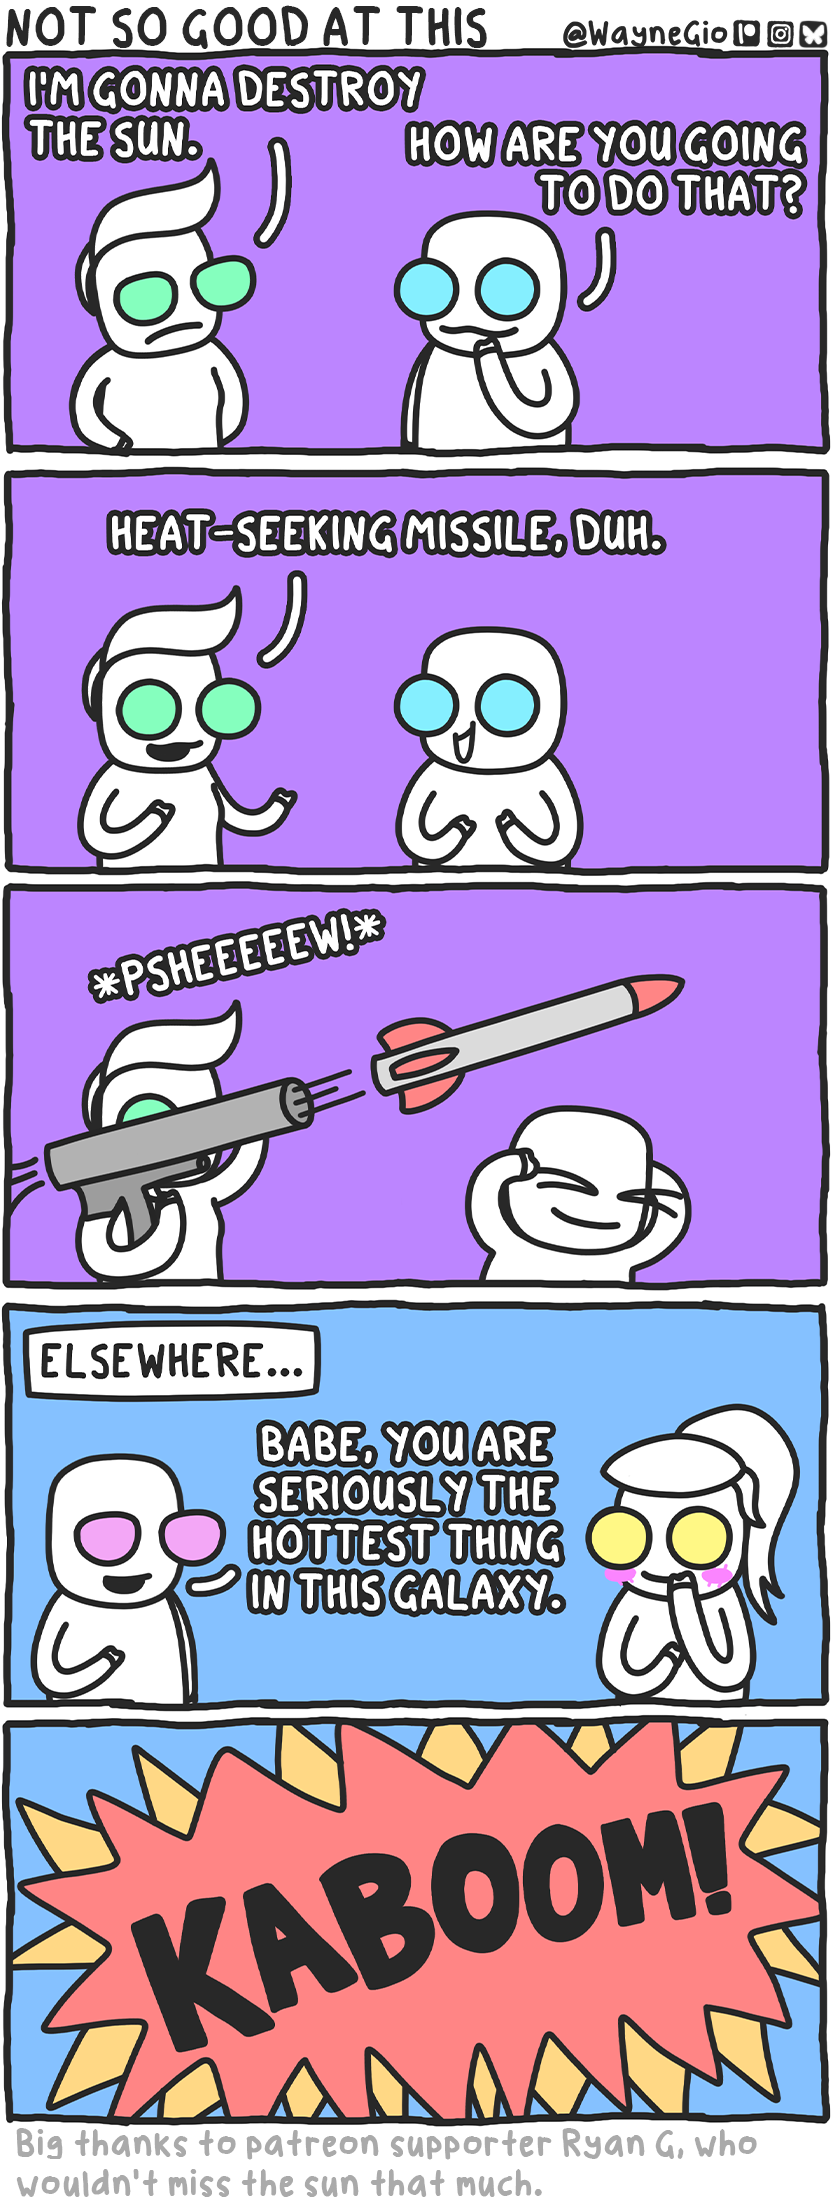 NOT SO GOOD AT THIS
@WayneGio
I'M GONNA DESTROY
THE SUN.
HOW ARE YOU GOING
TO DO THAT?
HEAT-SEEKING MISSILE, DUH.
*PSHEEEEEW!*
ELSEWHERE...
BABE, YOU ARE
SERIOUSLY THE
HOTTEST THING
IN THIS GALAXY.
KABOOM!
Big thanks to patreon supporter Ryan G, who
wouldn't miss the sun that much.